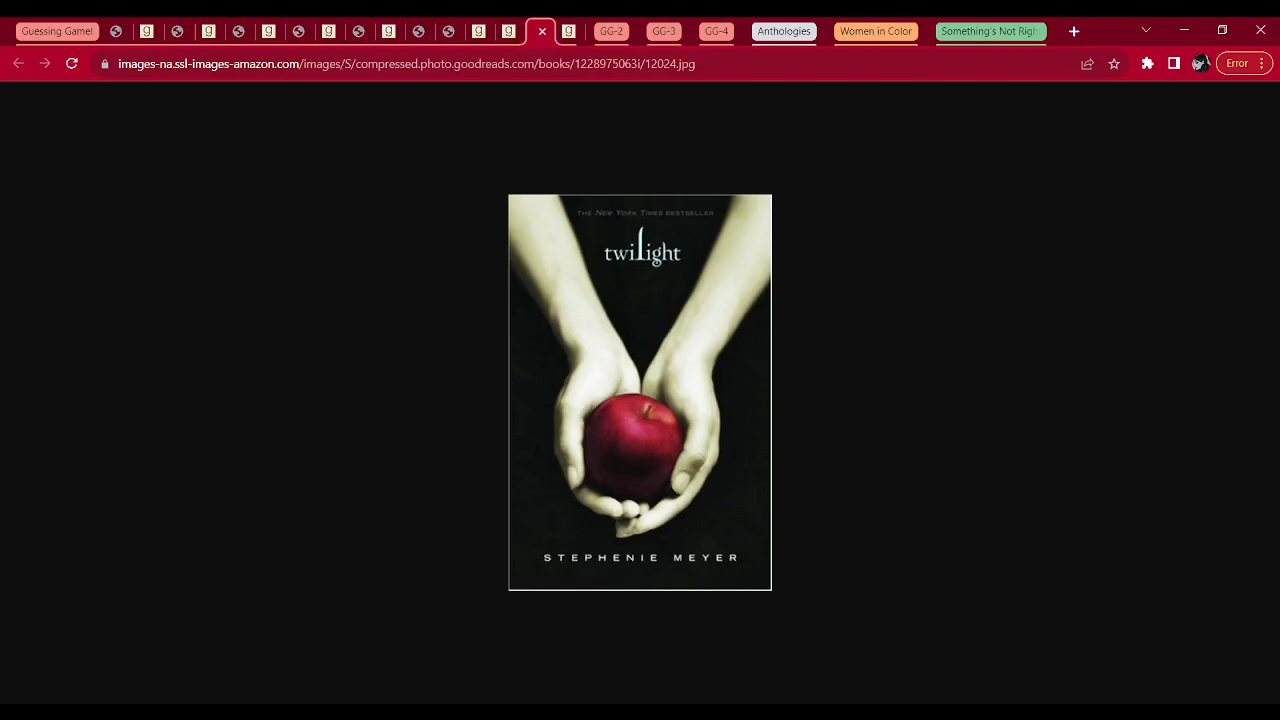 Guessing Game! g g g g g g g g g GG-2 GG-3 GG-4 Anthologies Women in Color Something's Not Righ
images-na.ssl-images-amazon.com/images/S/compressed.photo.goodreads.com/books/1228975063i/12024.jpg Error
THE NEW YORK TIMES BESTSELLER
twilight
STEPHENIE MEYER